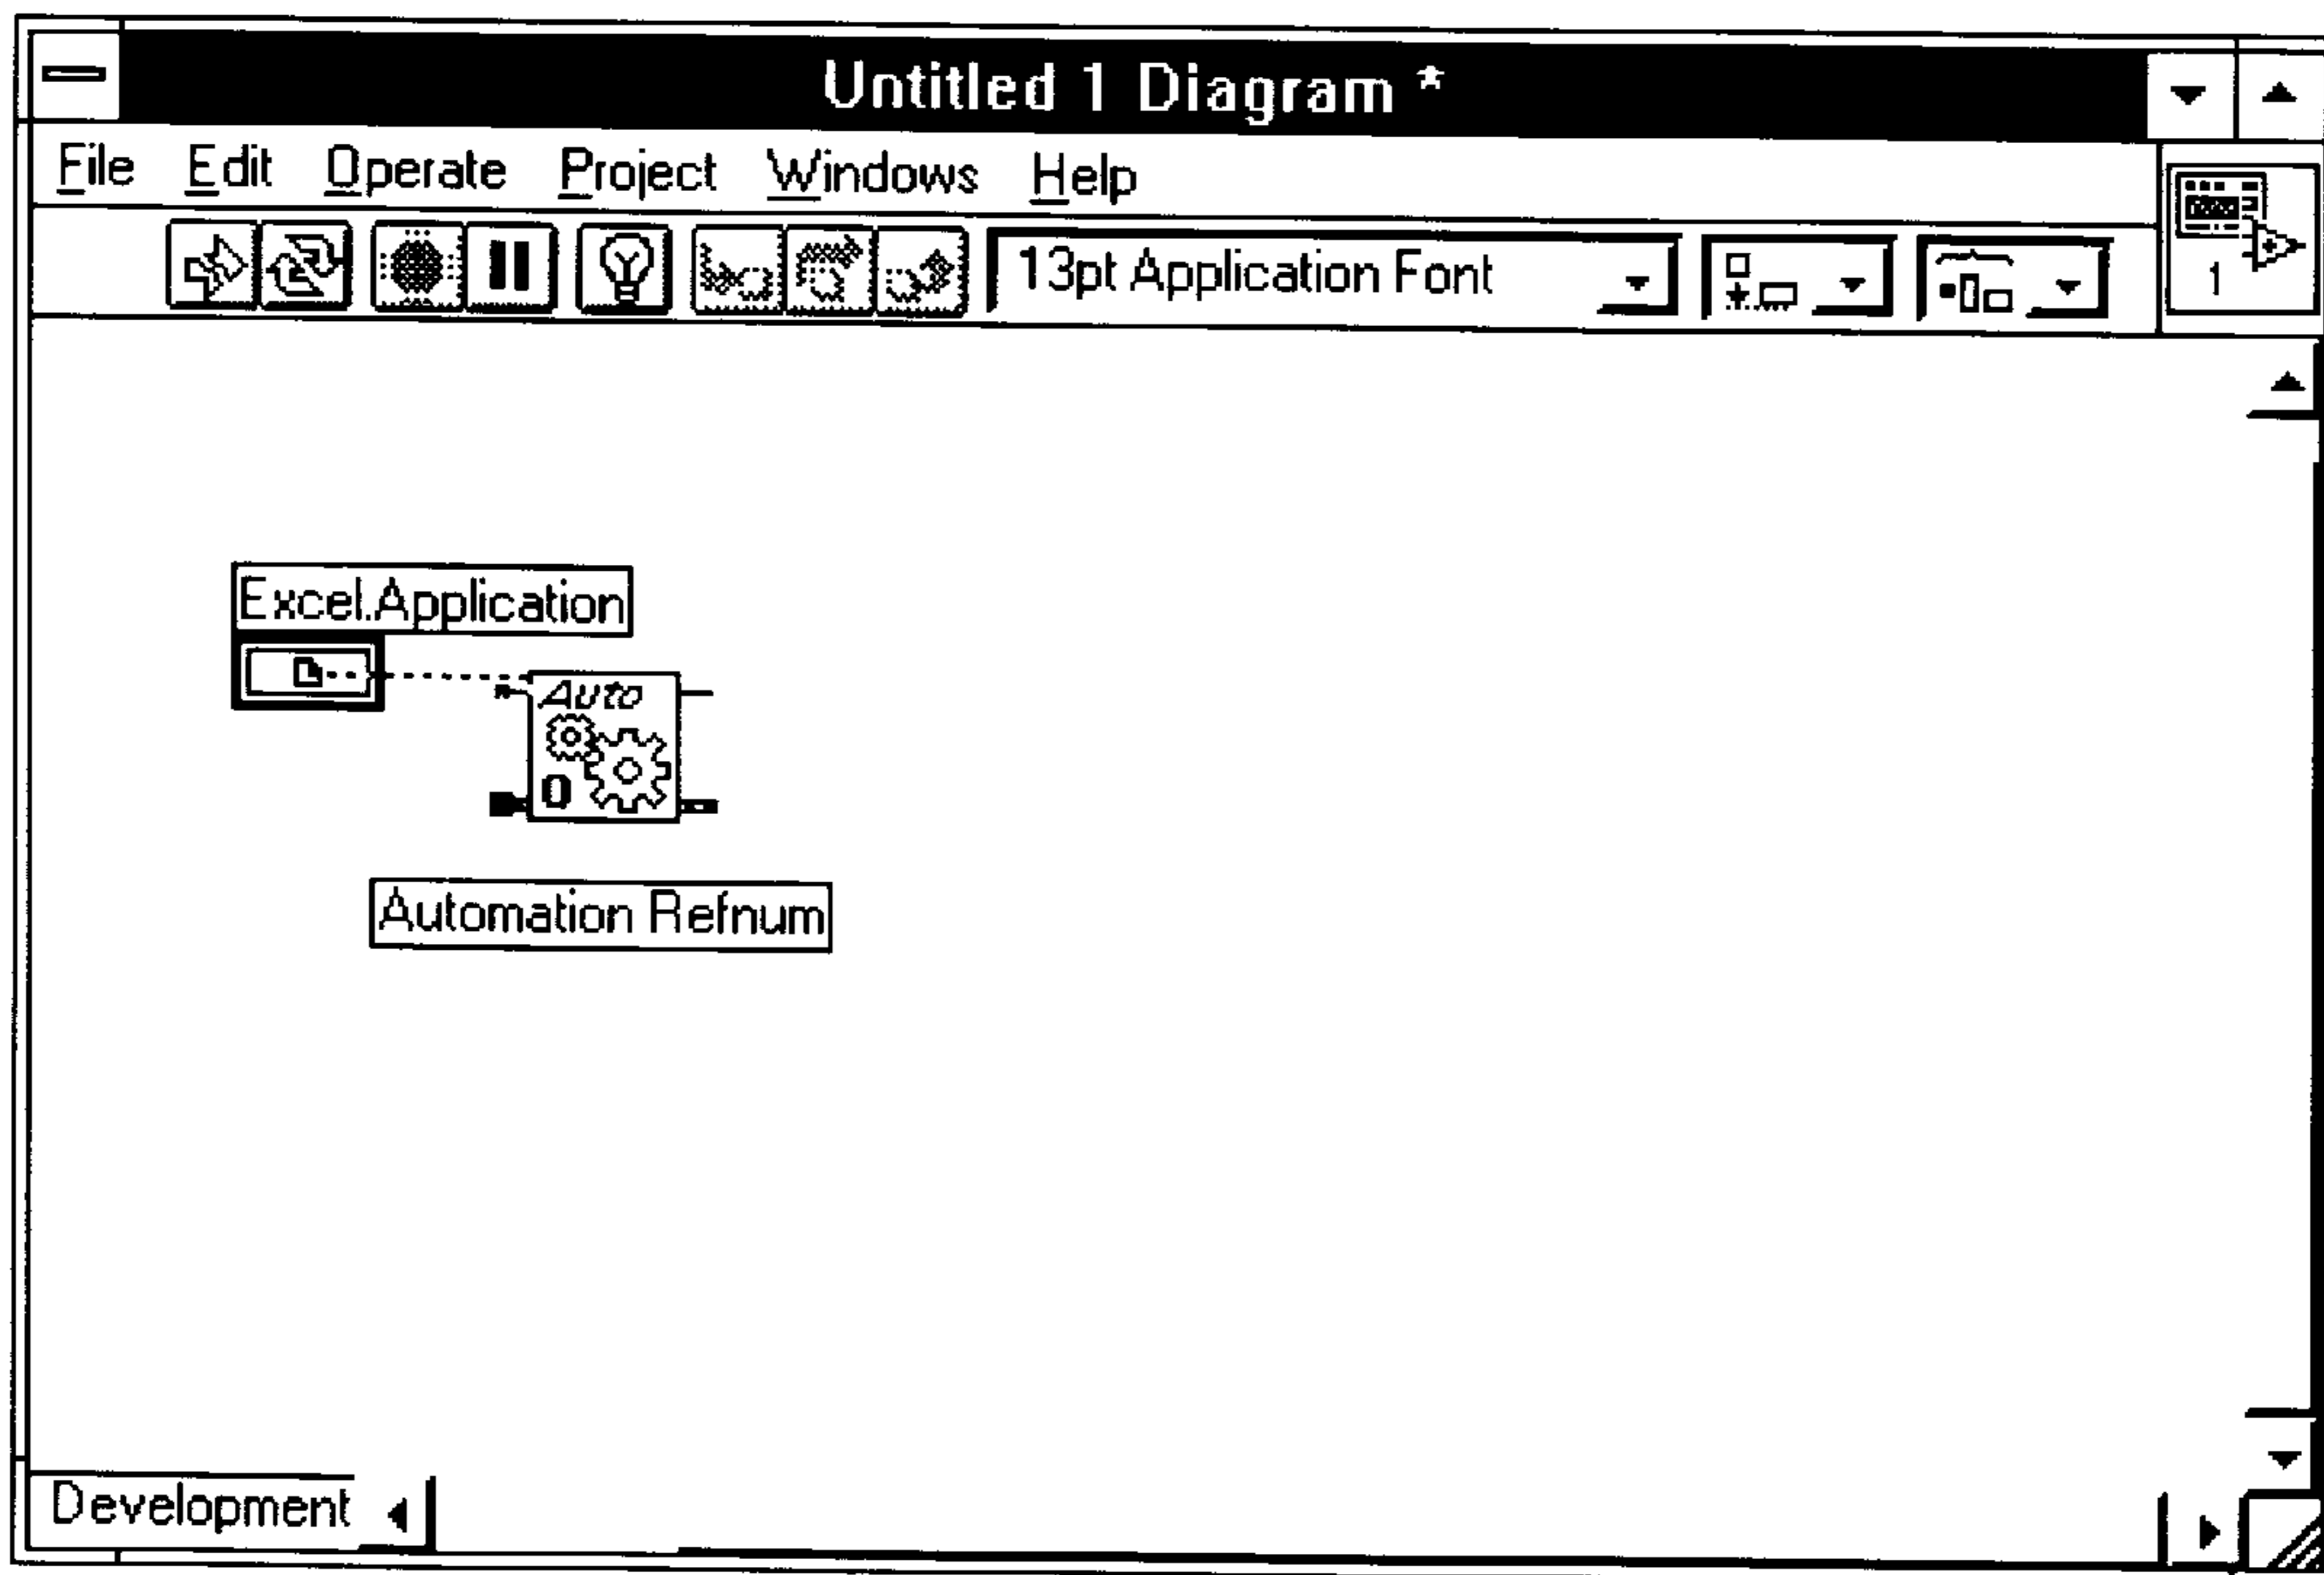 Untitled 1 Diagram *
File Edit Operate Project Windows Help
13pt Application Font
1
Excel.Application
Auto
0
Automation Refnum
Development